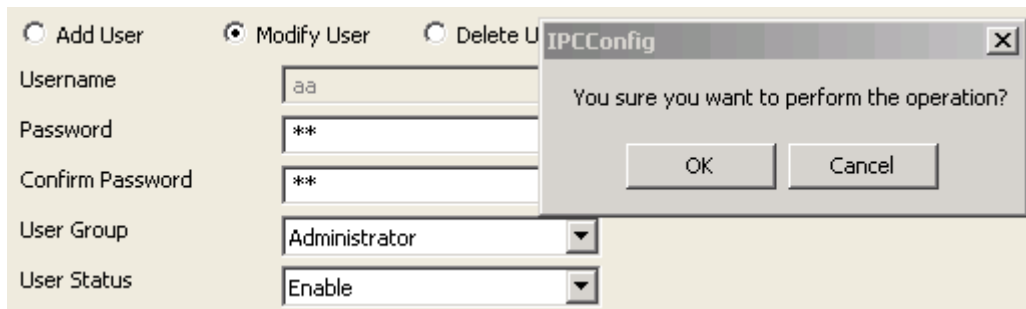 Add User Modify User Delete U
IPCConfig
Username aa
You sure you want to perform the operation?
Password **
OK Cancel
Confirm Password **
User Group Administrator
User Status Enable